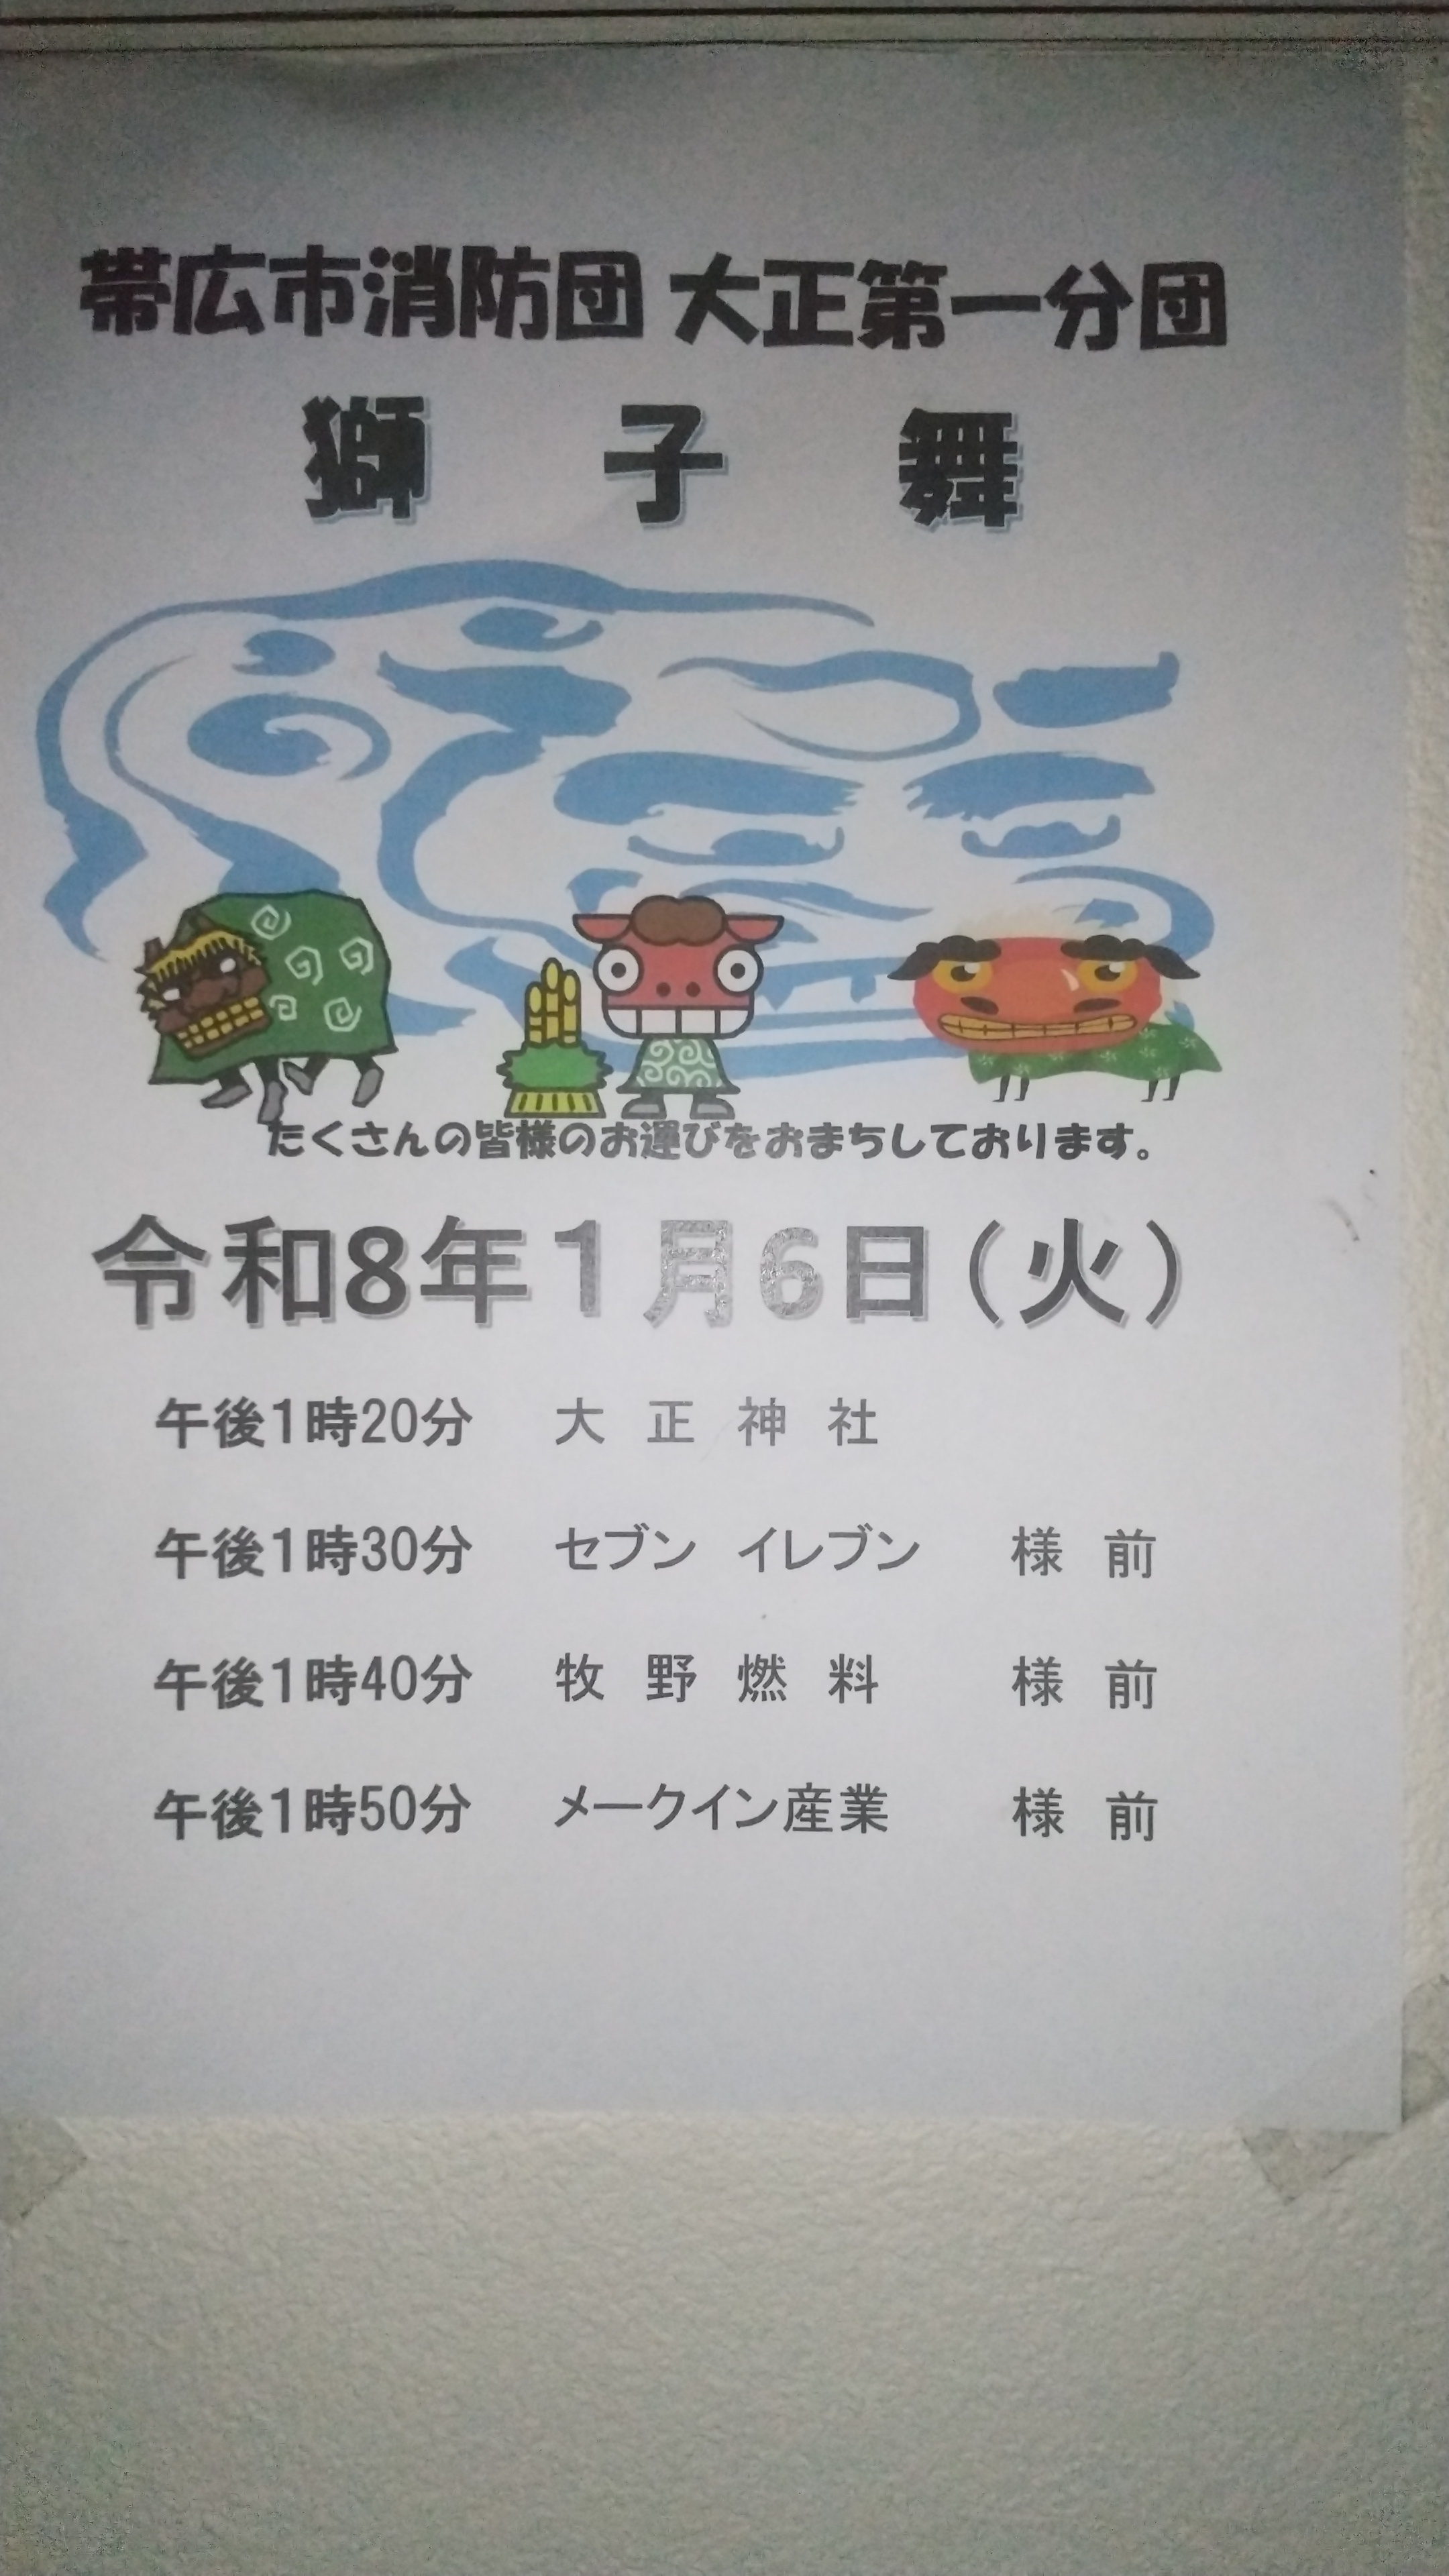 帯広市消防団 大正第一分団
獅子舞
たくさんの皆様のお運びをおまちしております。
令和8年1月6日(火)
午後1時20分 大正神社
午後1時30分 セブン イレブン 様前
午後1時40分 牧野燃料 様前
午後1時50分 メークイン産業 様前